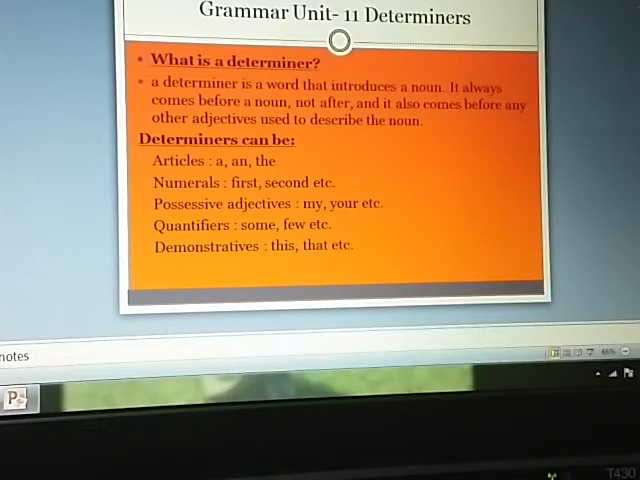 Grammar Unit- 11 Determiners
• What is a determiner?
• a determiner is a word that introduces a noun. It always
comes before a noun, not after, and it also comes before any
other adjectives used to describe the noun.
Determiners can be:
Articles : a, an, the
Numerals : first, second etc.
Possessive adjectives : my, your etc.
Quantifiers : some, few etc.
Demonstratives : this, that etc.
notes
66%
P
T430